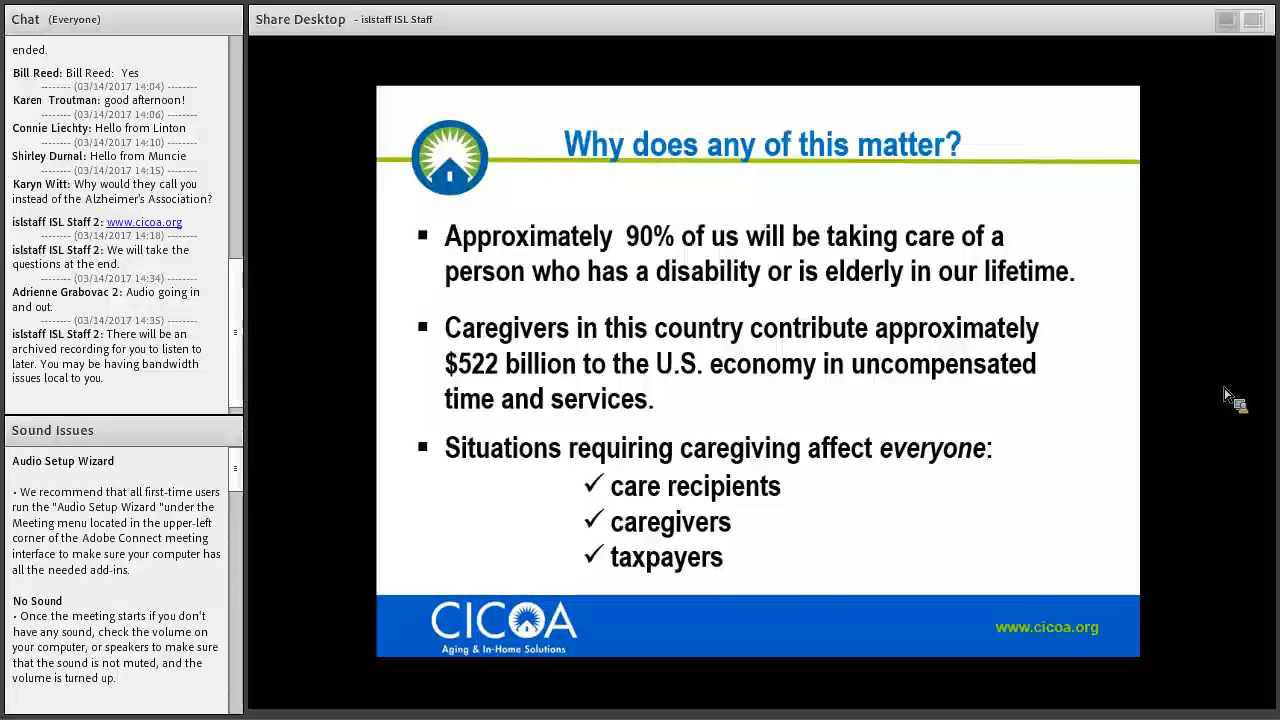 Chat (Everyone)
ended.
Bill Reed: Bill Reed: Yes
-------- (03/14/2017 14:04) --------
Karen Troutman: good afternoon!
-------- (03/14/2017 14:06) --------
Connie Liechty: Hello from Linton
-------- (03/14/2017 14:10) --------
Shirley Durnal: Hello from Muncie
-------- (03/14/2017 14:15) --------
Karyn Witt: Why would they call you
instead of the Alzheimer's Association?
islstaff ISL Staff 2: www.cicoa.org
-------- (03/14/2017 14:18) --------
islstaff ISL Staff 2: We will take the
questions at the end.
-------- (03/14/2017 14:34) --------
Adrienne Grabovac 2: Audio going in
and out.
-------- (03/14/2017 14:35) --------
islstaff ISL Staff 2: There will be an
archived recording for you to listen to
later. You may be having bandwidth
issues local to you.
Sound Issues
Audio Setup Wizard
• We recommend that all first-time users
run the "Audio Setup Wizard "under the
Meeting menu located in the upper-left
corner of the Adobe Connect meeting
interface to make sure your computer has
all the needed add-ins.
No Sound
• Once the meeting starts if you don't
have any sound, check the volume on
your computer, or speakers to make sure
that the sound is not muted, and the
volume is turned up.
Share Desktop - islstaff ISL Staff
Why does any of this matter?
▪ Approximately 90% of us will be taking care of a
person who has a disability or is elderly in our lifetime.
▪ Caregivers in this country contribute approximately
$522 billion to the U.S. economy in uncompensated
time and services.
▪ Situations requiring caregiving affect everyone:
✓ care recipients
✓ caregivers
✓ taxpayers
CICOA
Aging & In-Home Solutions
www.cicoa.org